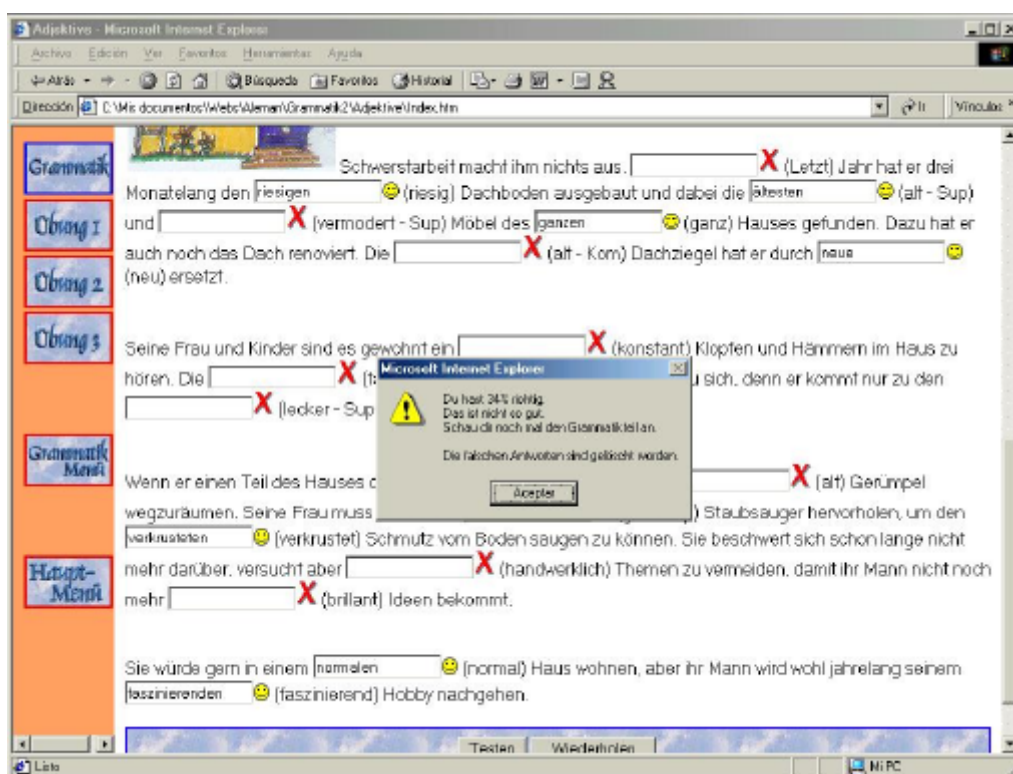 Adjektive - Microsoft Internet Explorer
Archivo Edición Ver Favoritos Herramientas Ayuda
Atrás Búsqueda Favoritos Historial
Dirección C:\Mis documentos\Webs\Aleman\Grammatik2\Adjektive\Index.htm Ir Vínculos
Grammatik
Übung 1
Übung 2
Übung 3
Grammatik
Menü
Haupt-
Menü
Schwerstarbeit macht ihm nichts aus. X (Letzt) Jahr hat er drei
Monatelang den riesigen (riesig) Dachboden ausgebaut und dabei die ältesten (alt - Sup)
und X (vermodert - Sup) Möbel des ganzen (ganz) Hauses gefunden. Dazu hat er
auch noch das Dach renoviert. Die X (alt - Kom) Dachziegel hat er durch neue
(neu) ersetzt.
Seine Frau und Kinder sind es gewohnt ein X (konstant) Klopfen und Hämmern im Haus zu
hören. Die X sich, denn er kommt nur zu den
X (lecker - Sup
Wenn er einen Teil des Hauses X (alt) Gerümpel
wegzuräumen. Seine Frau muss ) Staubsauger hervorholen, um den
verkrusteten (verkrustet) Schmutz vom Boden saugen zu können. Sie beschwert sich schon lange nicht
mehr darüber, versucht aber X (handwerklich) Themen zu vermeiden, damit ihr Mann nicht noch
mehr X (brillant) Ideen bekommt.
Sie würde gern in einem normalen (normal) Haus wohnen, aber ihr Mann wird wohl jahrelang seinem
faszinierenden (faszinierend) Hobby nachgehen.
Testen Wiederholen
Microsoft Internet Explorer
Du hast 34% richtig.
Das ist nicht so gut.
Schau dir noch mal den Grammatikteil an.
Die falschen Antworten sind gelöscht worden.
Aceptar
Listo Mi PC